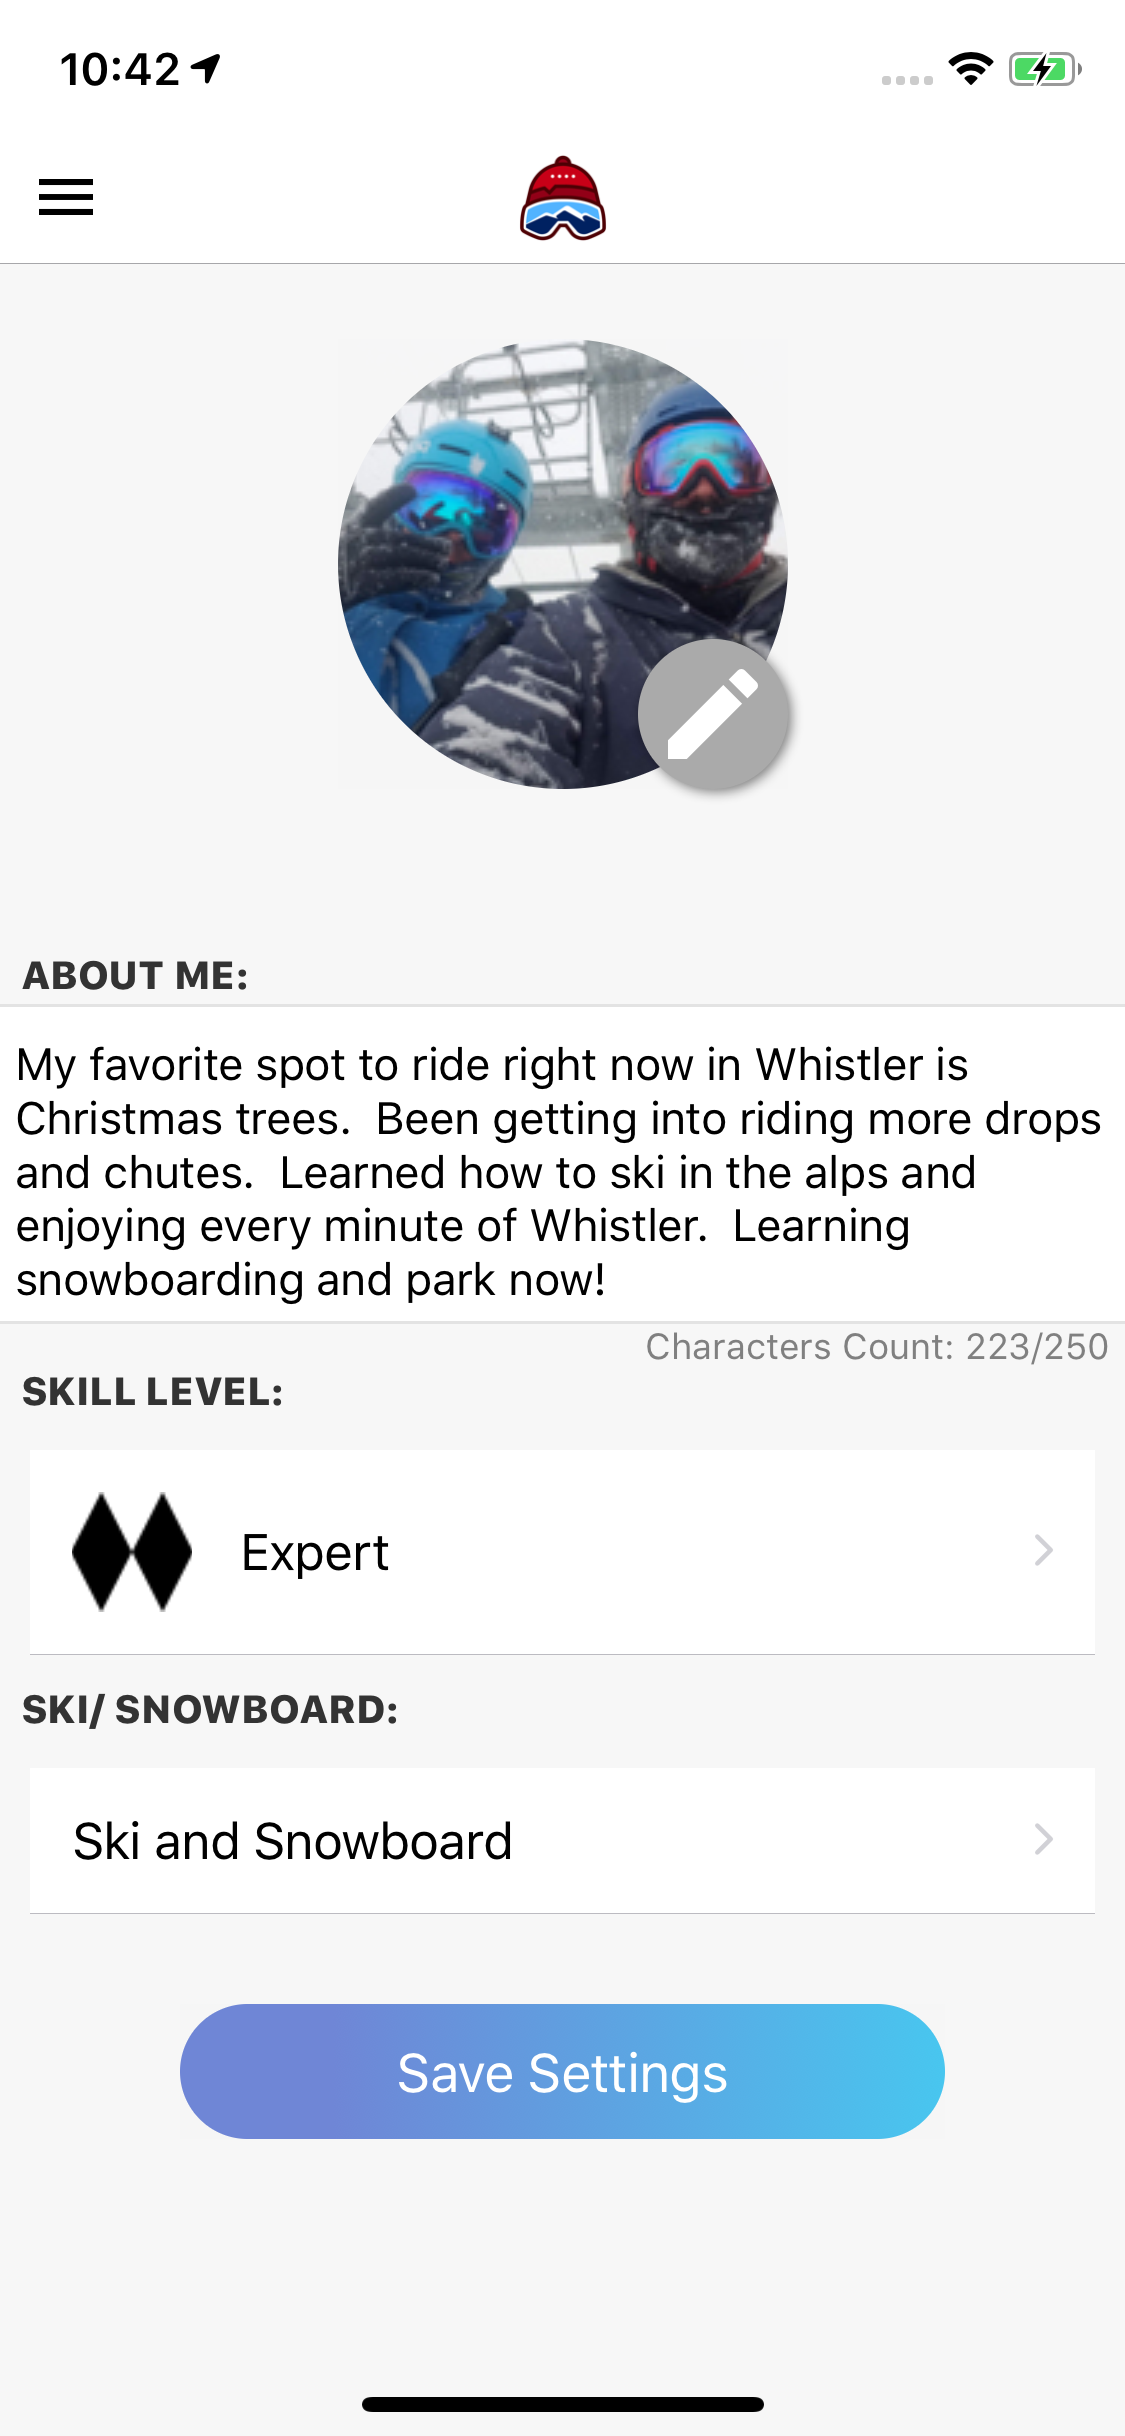 10:42
ABOUT ME:
My favorite spot to ride right now in Whistler is
Christmas trees.  Been getting into riding more drops
and chutes.  Learned how to ski in the alps and
enjoying every minute of Whistler.  Learning
snowboarding and park now!
Characters Count: 223/250
SKILL LEVEL:
Expert
SKI/ SNOWBOARD:
Ski and Snowboard
Save Settings